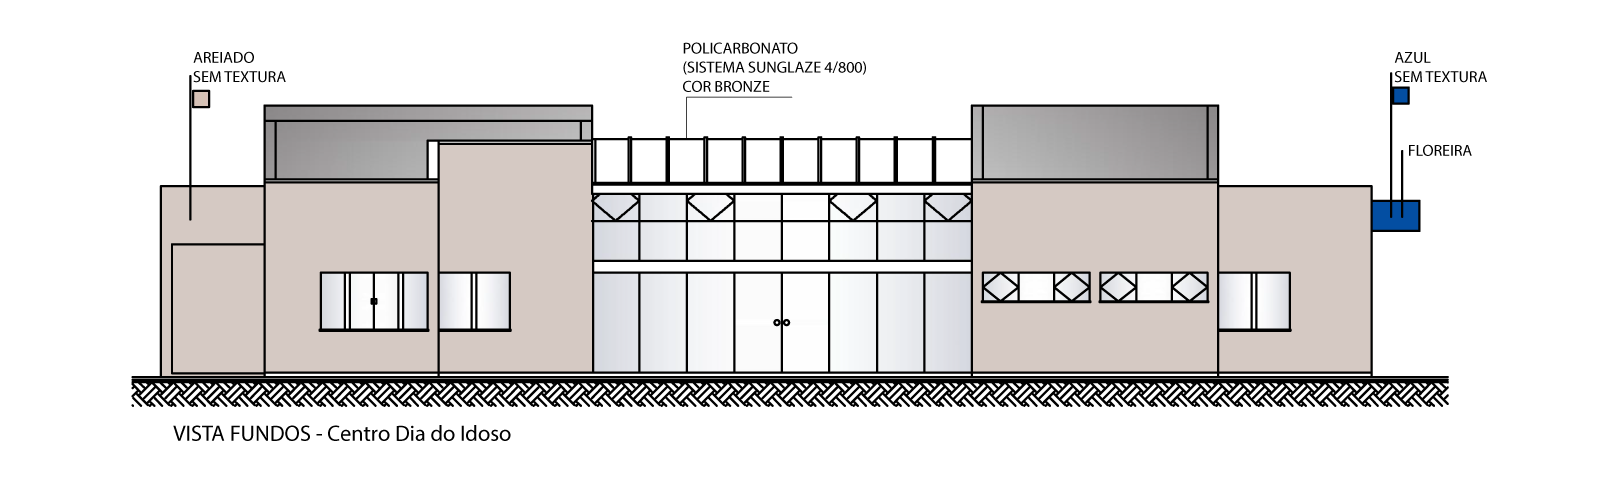 AREIADO
SEM TEXTURA
POLICARBONATO
(SISTEMA SUNGLAZE 4/800)
COR BRONZE
AZUL
SEM TEXTURA
FLOREIRA
VISTA FUNDOS - Centro Dia do Idoso